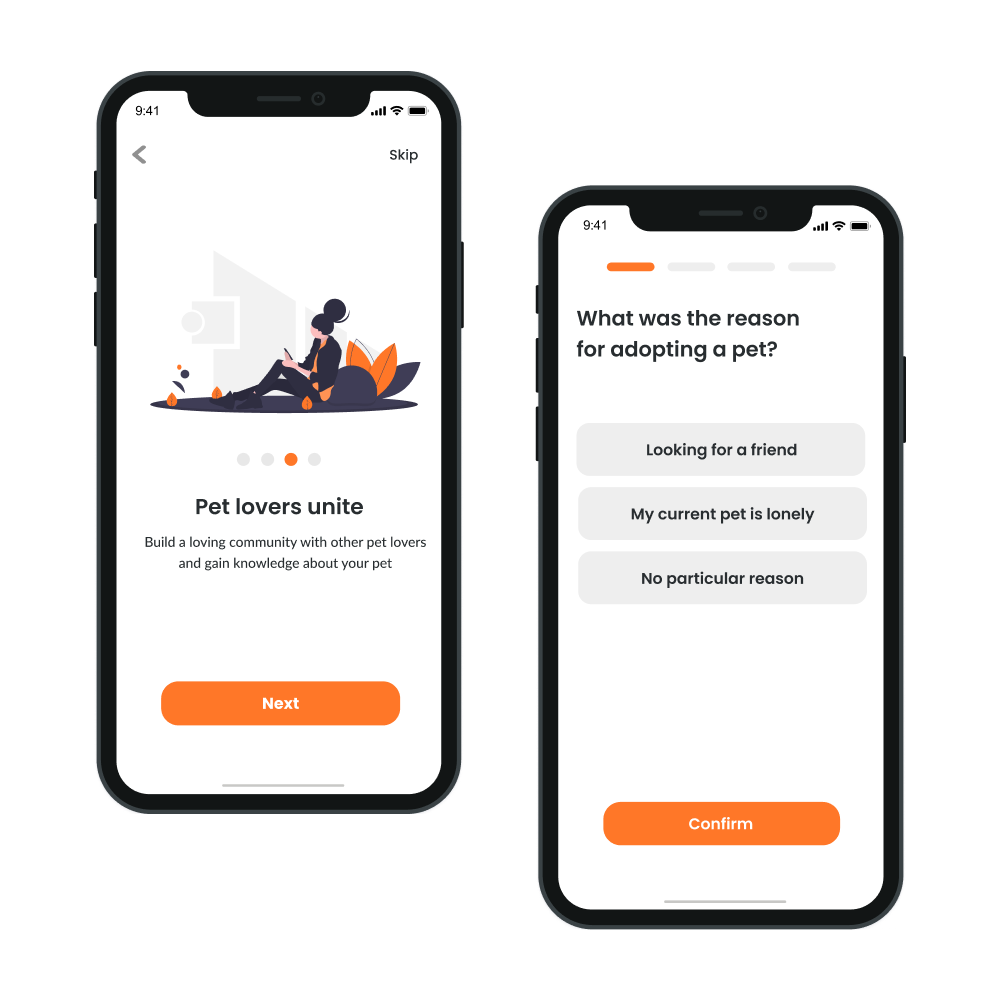 9:41
Skip
Pet lovers unite
Build a loving community with other pet lovers
and gain knowledge about your pet
Next
9:41
What was the reason
for adopting a pet?
Looking for a friend
My current pet is lonely
No particular reason
Confirm